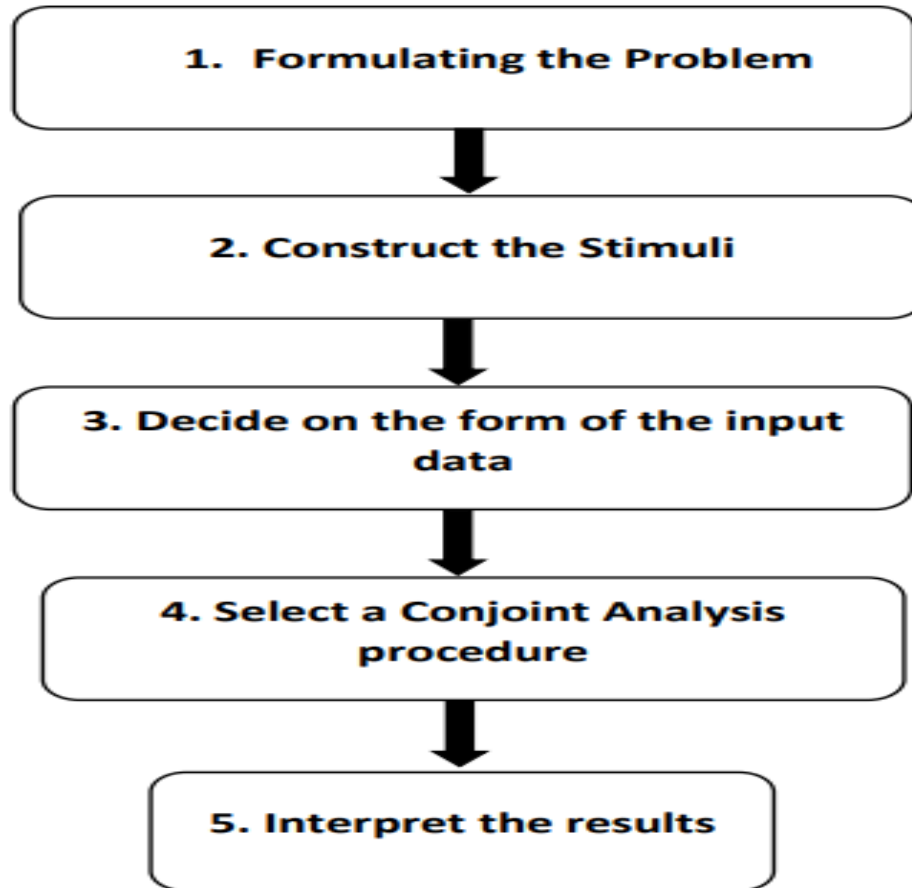 1. Formulating the Problem
2. Construct the Stimuli
3. Decide on the form of the input
data
4. Select a Conjoint Analysis
procedure
5. Interpret the results